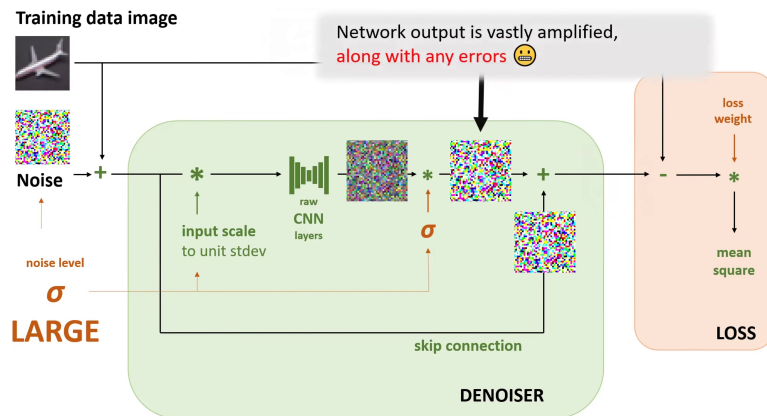 Training data image
Network output is vastly amplified,
along with any errors 😬
Noise
+
*
raw
CNN
layers
*
+
-
loss
weight
*
input scale
to unit stdev
σ
mean
square
noise level
σ
LARGE
skip connection
DENOISER
LOSS